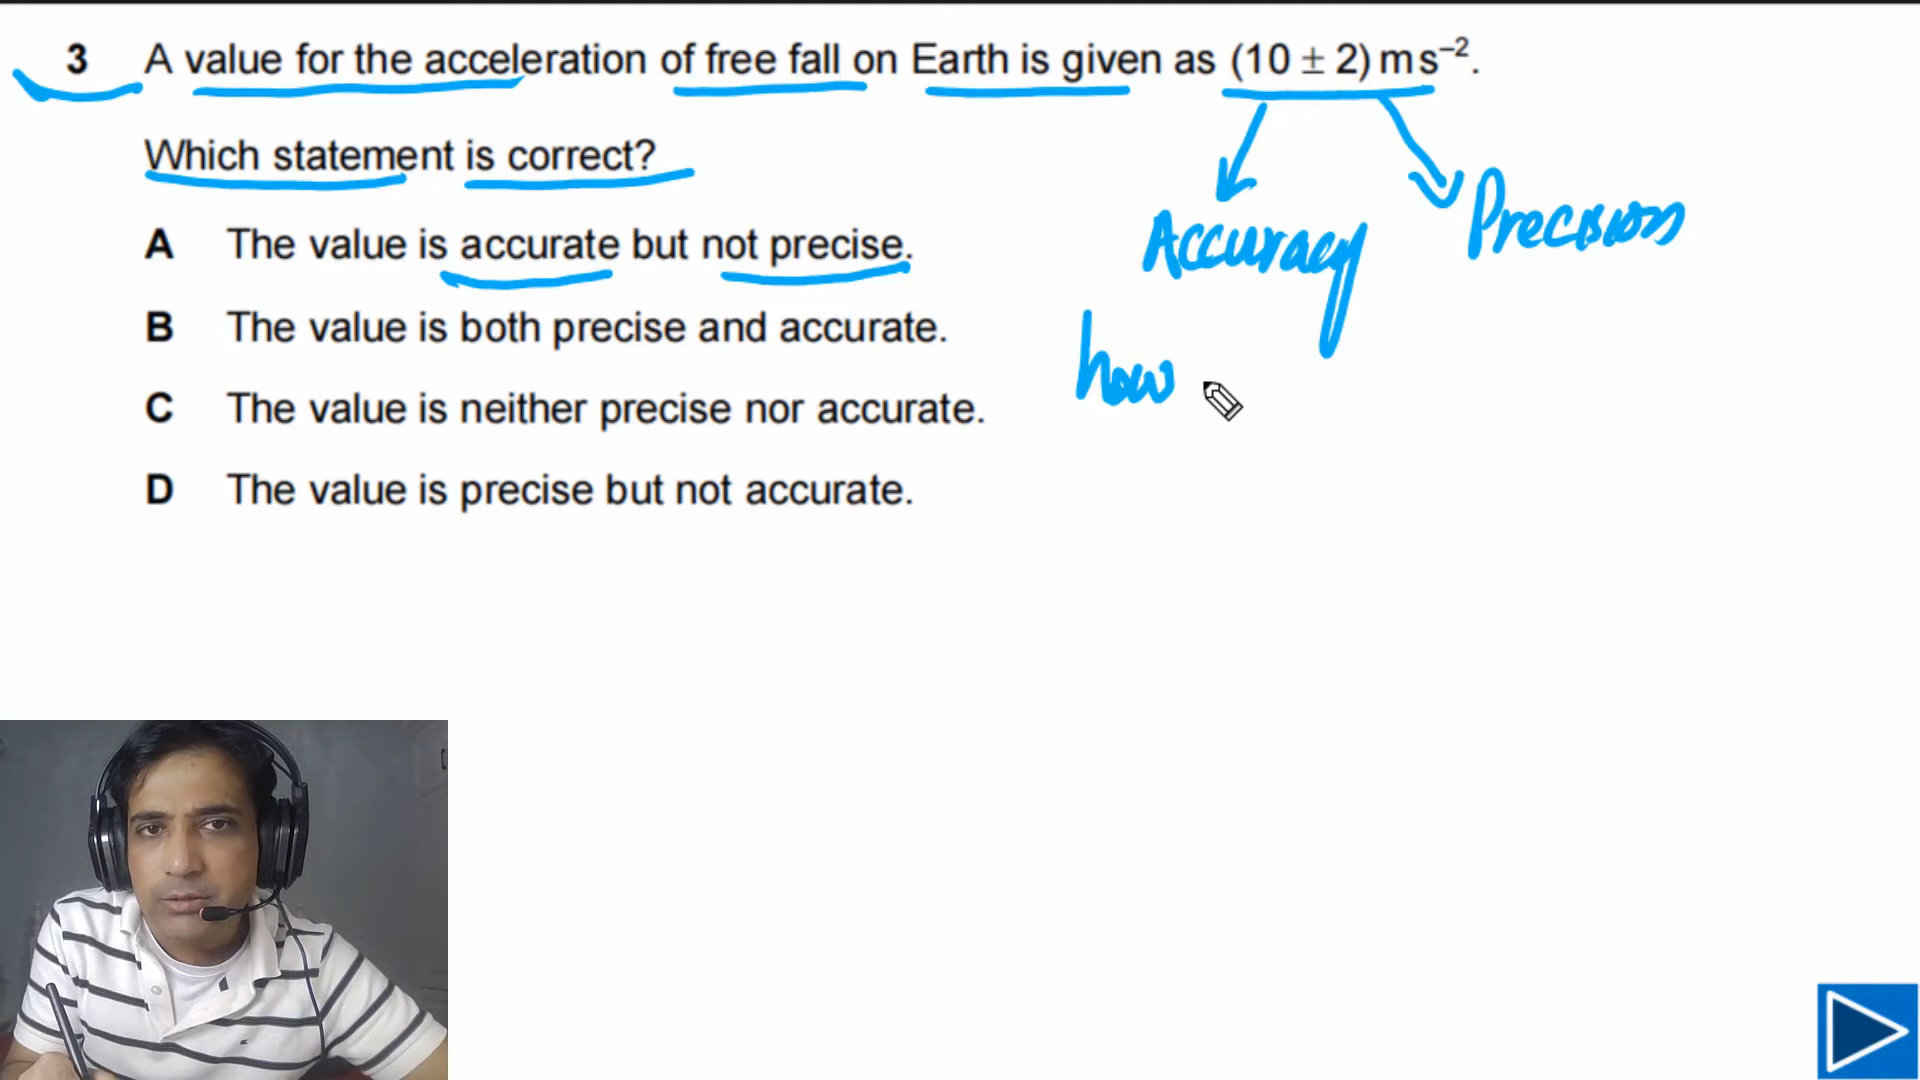 3 A value for the acceleration of free fall on Earth is given as (10 ± 2) m s⁻².
Which statement is correct?
A The value is accurate but not precise.
B The value is both precise and accurate.
C The value is neither precise nor accurate.
D The value is precise but not accurate.
Accuracy
Precision
how